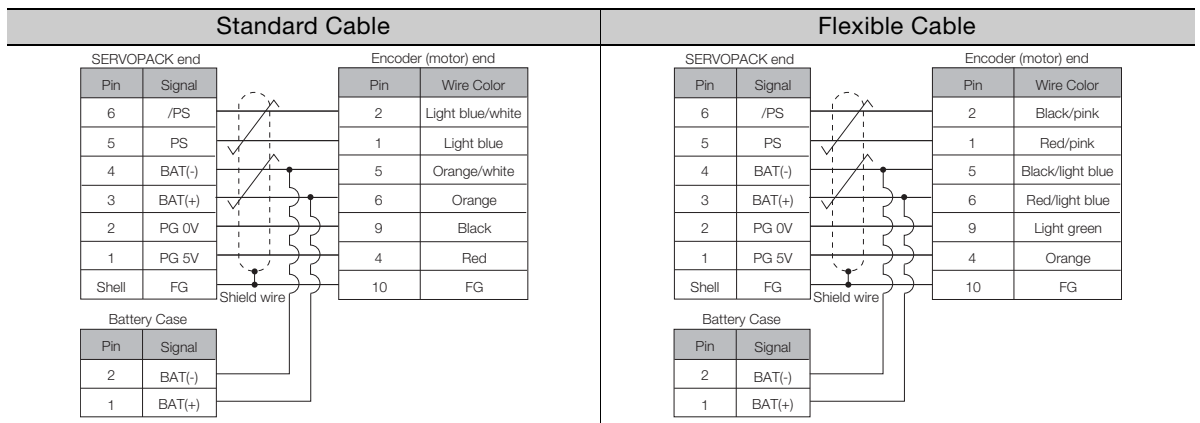 Standard Cable
SERVOPACK end Encoder (motor) end
Pin Signal Pin Wire Color
6 /PS 2 Light blue/white
5 PS 1 Light blue
4 BAT(-) 5 Orange/white
3 BAT(+) 6 Orange
2 PG 0V 9 Black
1 PG 5V 4 Red
Shell FG 10 FG
Shield wire
Battery Case
Pin Signal
2 BAT(-)
1 BAT(+)
Flexible Cable
SERVOPACK end Encoder (motor) end
Pin Signal Pin Wire Color
6 /PS 2 Black/pink
5 PS 1 Red/pink
4 BAT(-) 5 Black/light blue
3 BAT(+) 6 Red/light blue
2 PG 0V 9 Light green
1 PG 5V 4 Orange
Shell FG 10 FG
Shield wire
Battery Case
Pin Signal
2 BAT(-)
1 BAT(+)